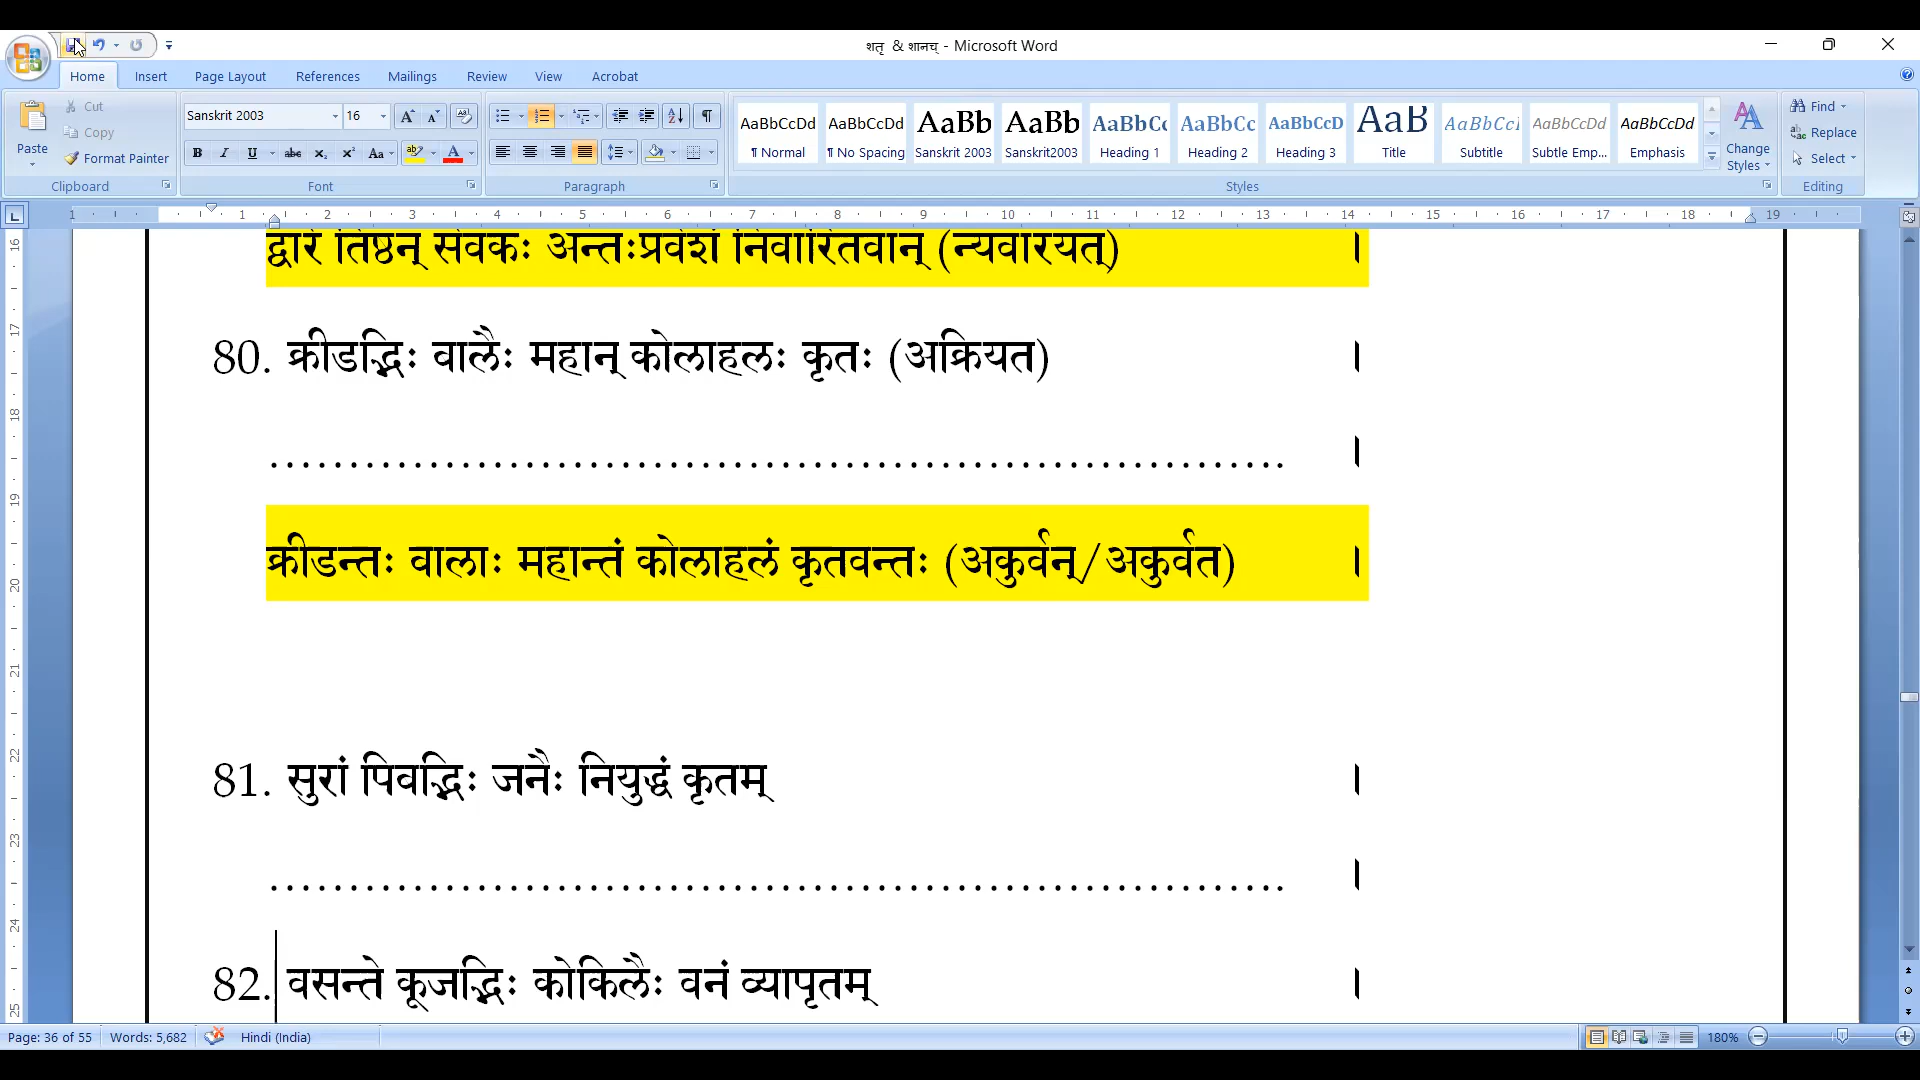 शतृ & शानच् - Microsoft Word
Home Insert Page Layout References Mailings Review View Acrobat
Paste
Cut
Copy
Format Painter
Clipboard
Sanskrit 2003 16
Font
Paragraph
AaBbCcDd AaBbCcDd AaBb AaBb AaBbCc AaBbCc AaBbCcD AaB AaBbCcI AaBbCcDd AaBbCcDd
¶ Normal ¶ No Spacing Sanskrit 2003 Sanskrit2003 Heading 1 Heading 2 Heading 3 Title Subtitle Subtle Emp... Emphasis
Change Styles
Styles
Find
Replace
Select
Editing
द्वारे तिष्ठन् सेवकः अन्तःप्रवेशं निवारितवान् (न्यवारयत्) ।
80. क्रीडद्भिः वालैः महान् कोलाहलः कृतः (अक्रियत) ।
.................................................................. ।
क्रीडन्तः वालाः महान्तं कोलाहलं कृतवन्तः (अकुर्वन्/अकुर्वत) ।
81. सुरां पिवद्भिः जनैः नियुद्धं कृतम् ।
.................................................................. ।
82. वसन्ते कूजद्भिः कोकिलैः वनं व्यापृतम् ।
Page: 36 of 55 Words: 5,682 Hindi (India) 180%